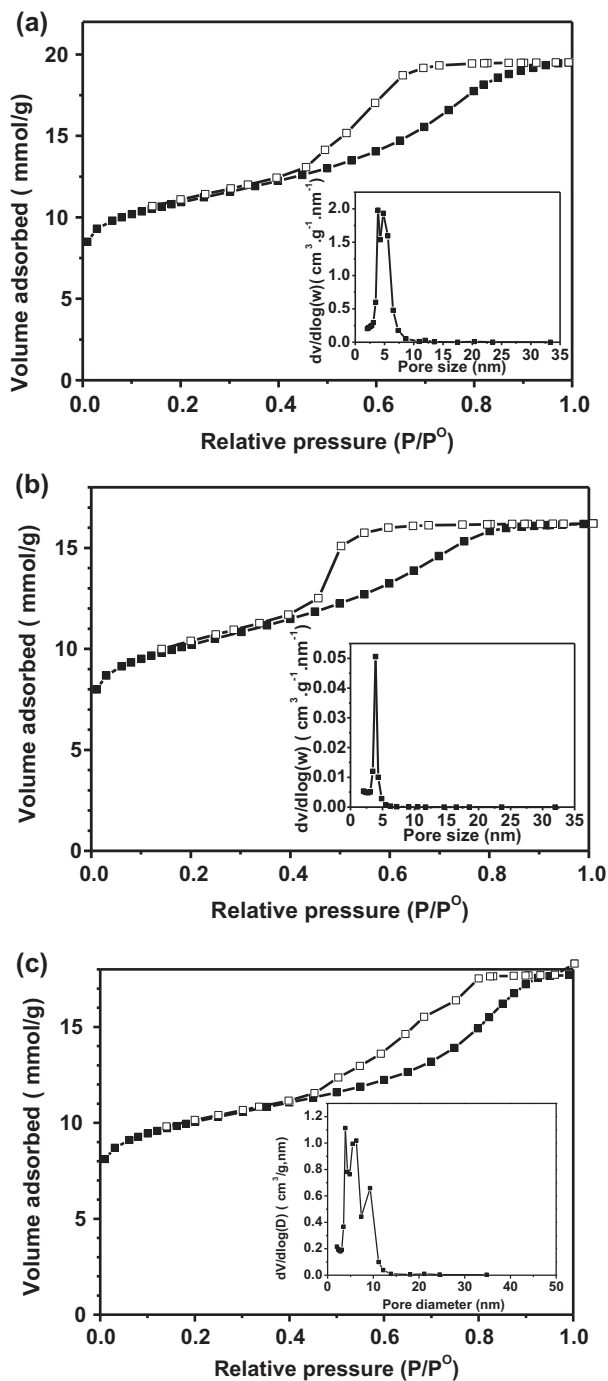 (a)
Volume adsorbed ( mmol/g)
20
15
10
5
0
0.0 0.2 0.4 0.6 0.8 1.0
Relative pressure (P/P^O)
dv/dlog(w)( cm^3.g^-1.nm^-1)
2.0
1.5
1.0
0.5
0.0
0 5 10 15 20 25 30 35
Pore size (nm)
(b)
Volume adsorbed ( mmol/g)
15
10
5
0
0.0 0.2 0.4 0.6 0.8 1.0
Relative pressure (P/P^O)
dv/dlog(w) ( cm^3.g^-1.nm^-1)
0.05
0.04
0.03
0.02
0.01
0.00
0 5 10 15 20 25 30 35
Pore size (nm)
(c)
Volume adsorbed ( mmol/g)
15
10
5
0
0.0 0.2 0.4 0.6 0.8 1.0
Relative pressure (P/P^O)
dV/dlog(D) ( cm^3/g,nm)
1.2
1.0
0.8
0.6
0.4
0.2
0.0
0 10 20 30 40 50
Pore diameter (nm)